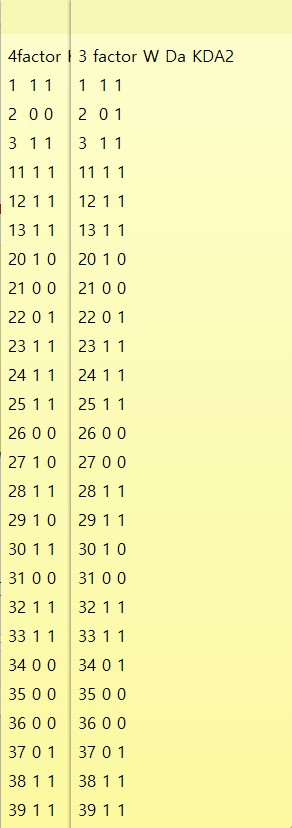 4factor 3 factor W Da KDA2
1 1 1 1 1 1
2 0 0 2 0 1
3 1 1 3 1 1
11 1 1 11 1 1
12 1 1 12 1 1
13 1 1 13 1 1
20 1 0 20 1 0
21 0 0 21 0 0
22 0 1 22 0 1
23 1 1 23 1 1
24 1 1 24 1 1
25 1 1 25 1 1
26 0 0 26 0 0
27 1 0 27 0 0
28 1 1 28 1 1
29 1 0 29 1 1
30 1 1 30 1 0
31 0 0 31 0 0
32 1 1 32 1 1
33 1 1 33 1 1
34 0 0 34 0 1
35 0 0 35 0 0
36 0 0 36 0 0
37 0 1 37 0 1
38 1 1 38 1 1
39 1 1 39 1 1